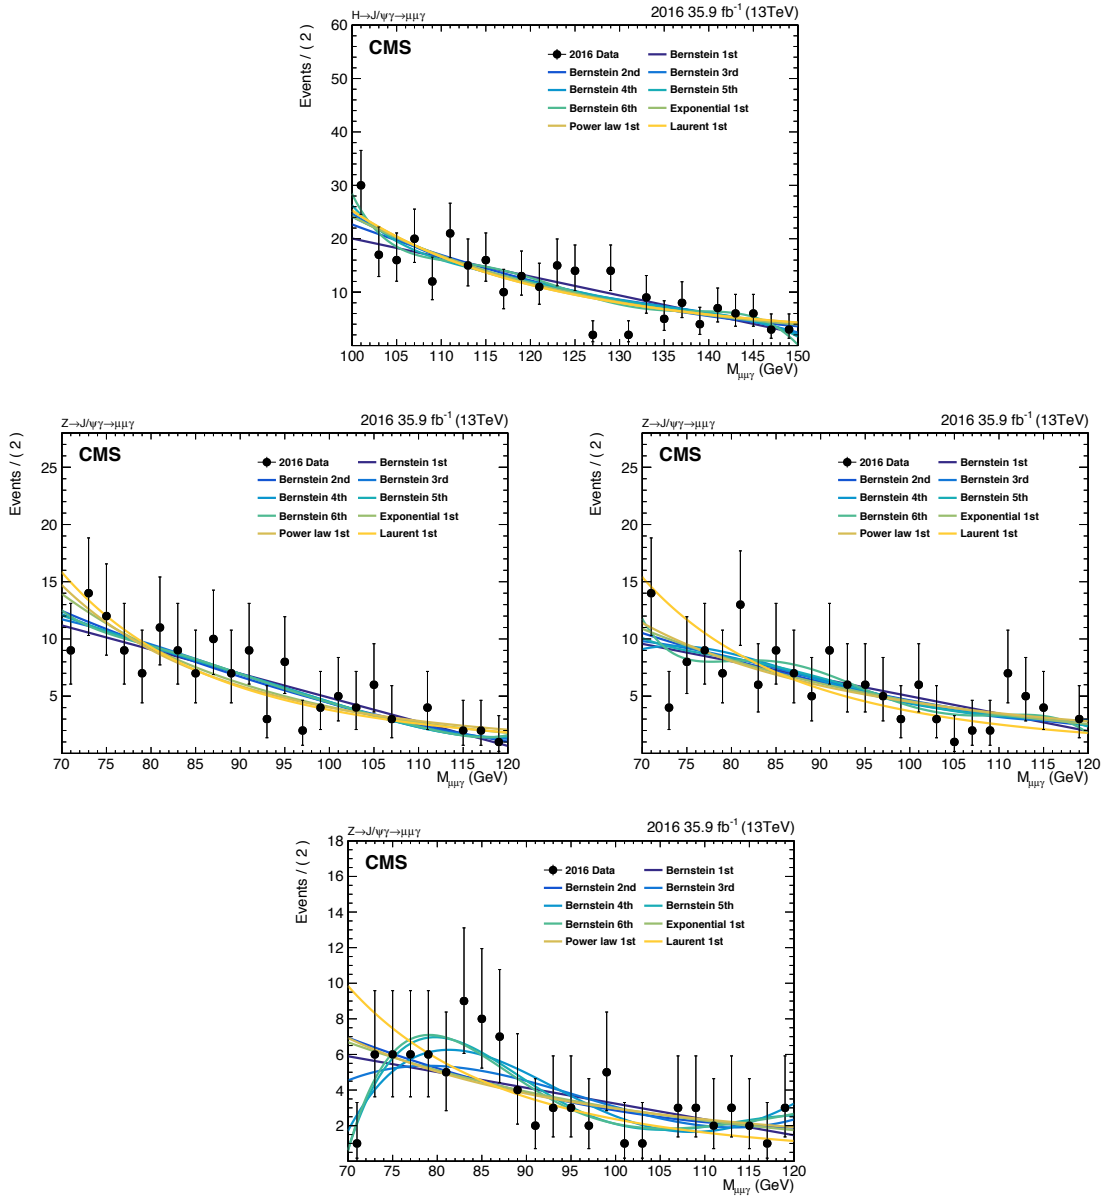 H→J/ψγ→μμγ 2016 35.9 fb⁻¹ (13TeV)
CMS
Events / ( 2 )
2016 Data Bernstein 1st
Bernstein 2nd Bernstein 3rd
Bernstein 4th Bernstein 5th
Bernstein 6th Exponential 1st
Power law 1st Laurent 1st
60
50
40
30
20
10
100 105 110 115 120 125 130 135 140 145 150
M_μμγ (GeV)
Z→J/ψγ→μμγ 2016 35.9 fb⁻¹ (13TeV)
CMS
Events / ( 2 )
2016 Data Bernstein 1st
Bernstein 2nd Bernstein 3rd
Bernstein 4th Bernstein 5th
Bernstein 6th Exponential 1st
Power law 1st Laurent 1st
25
20
15
10
5
70 75 80 85 90 95 100 105 110 115 120
M_μμγ (GeV)
Z→J/ψγ→μμγ 2016 35.9 fb⁻¹ (13TeV)
CMS
Events / ( 2 )
2016 Data Bernstein 1st
Bernstein 2nd Bernstein 3rd
Bernstein 4th Bernstein 5th
Bernstein 6th Exponential 1st
Power law 1st Laurent 1st
25
20
15
10
5
70 75 80 85 90 95 100 105 110 115 120
M_μμγ (GeV)
Z→J/ψγ→μμγ 2016 35.9 fb⁻¹ (13TeV)
CMS
Events / ( 2 )
2016 Data Bernstein 1st
Bernstein 2nd Bernstein 3rd
Bernstein 4th Bernstein 5th
Bernstein 6th Exponential 1st
Power law 1st Laurent 1st
18
16
14
12
10
8
6
4
2
70 75 80 85 90 95 100 105 110 115 120
M_μμγ (GeV)